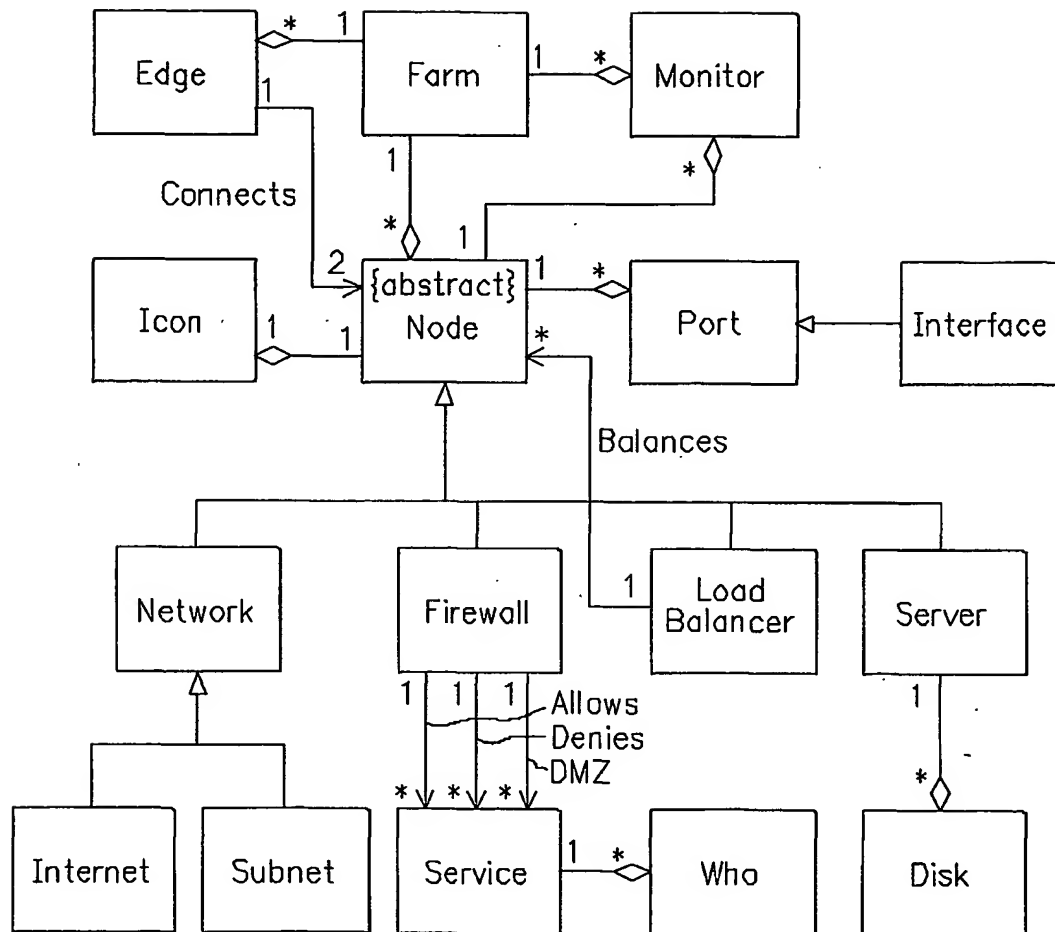 * 1
Edge
Farm
1 *
Monitor
1
1
*
Connects
*
1
2
{abstract}
Node
1 *
Icon
1 1
Port
Interface
*
Balances
Network
Firewall
1
Load
Balancer
Server
1 1 1
Allows
Denies
DMZ
1
* * *
*
Internet
Subnet
Service
1 *
Who
Disk